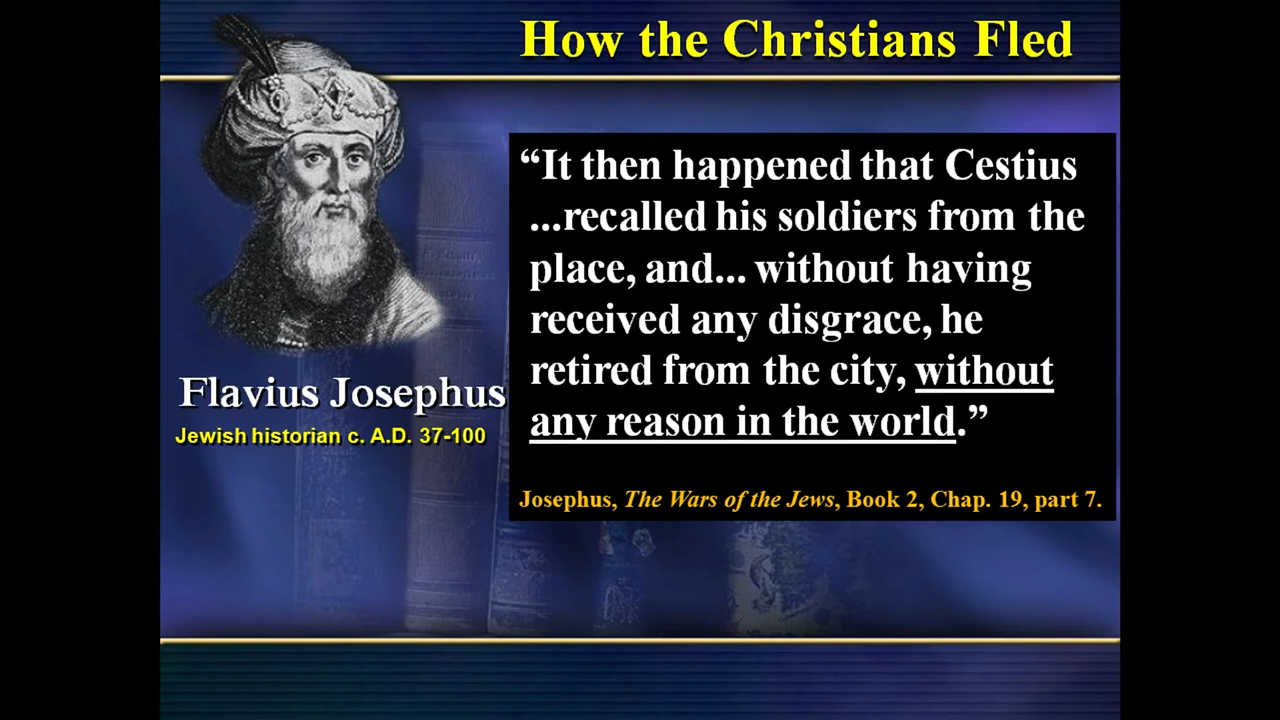 How the Christians Fled
“It then happened that Cestius
...recalled his soldiers from the
place, and... without having
received any disgrace, he
retired from the city, without
any reason in the world.”
Josephus, The Wars of the Jews, Book 2, Chap. 19, part 7.
Flavius Josephus
Jewish historian c. A.D. 37-100